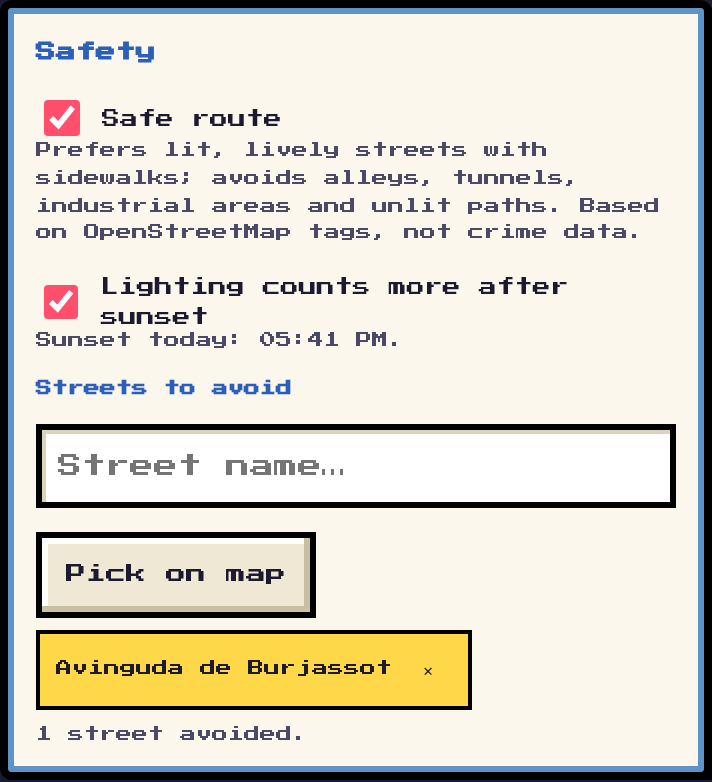 Safety
Safe route
Prefers lit, lively streets with
sidewalks; avoids alleys, tunnels,
industrial areas and unlit paths. Based
on OpenStreetMap tags, not crime data.
Lighting counts more after
sunset
Sunset today: 05:41 PM.
Streets to avoid
Street name…
Pick on map
Avinguda de Burjassot ×
1 street avoided.